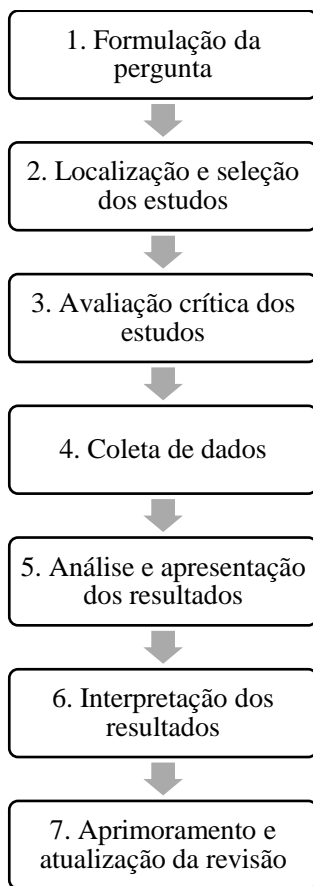 1. Formulação da
pergunta
2. Localização e seleção
dos estudos
3. Avaliação crítica dos
estudos
4. Coleta de dados
5. Análise e apresentação
dos resultados
6. Interpretação dos
resultados
7. Aprimoramento e
atualização da revisão